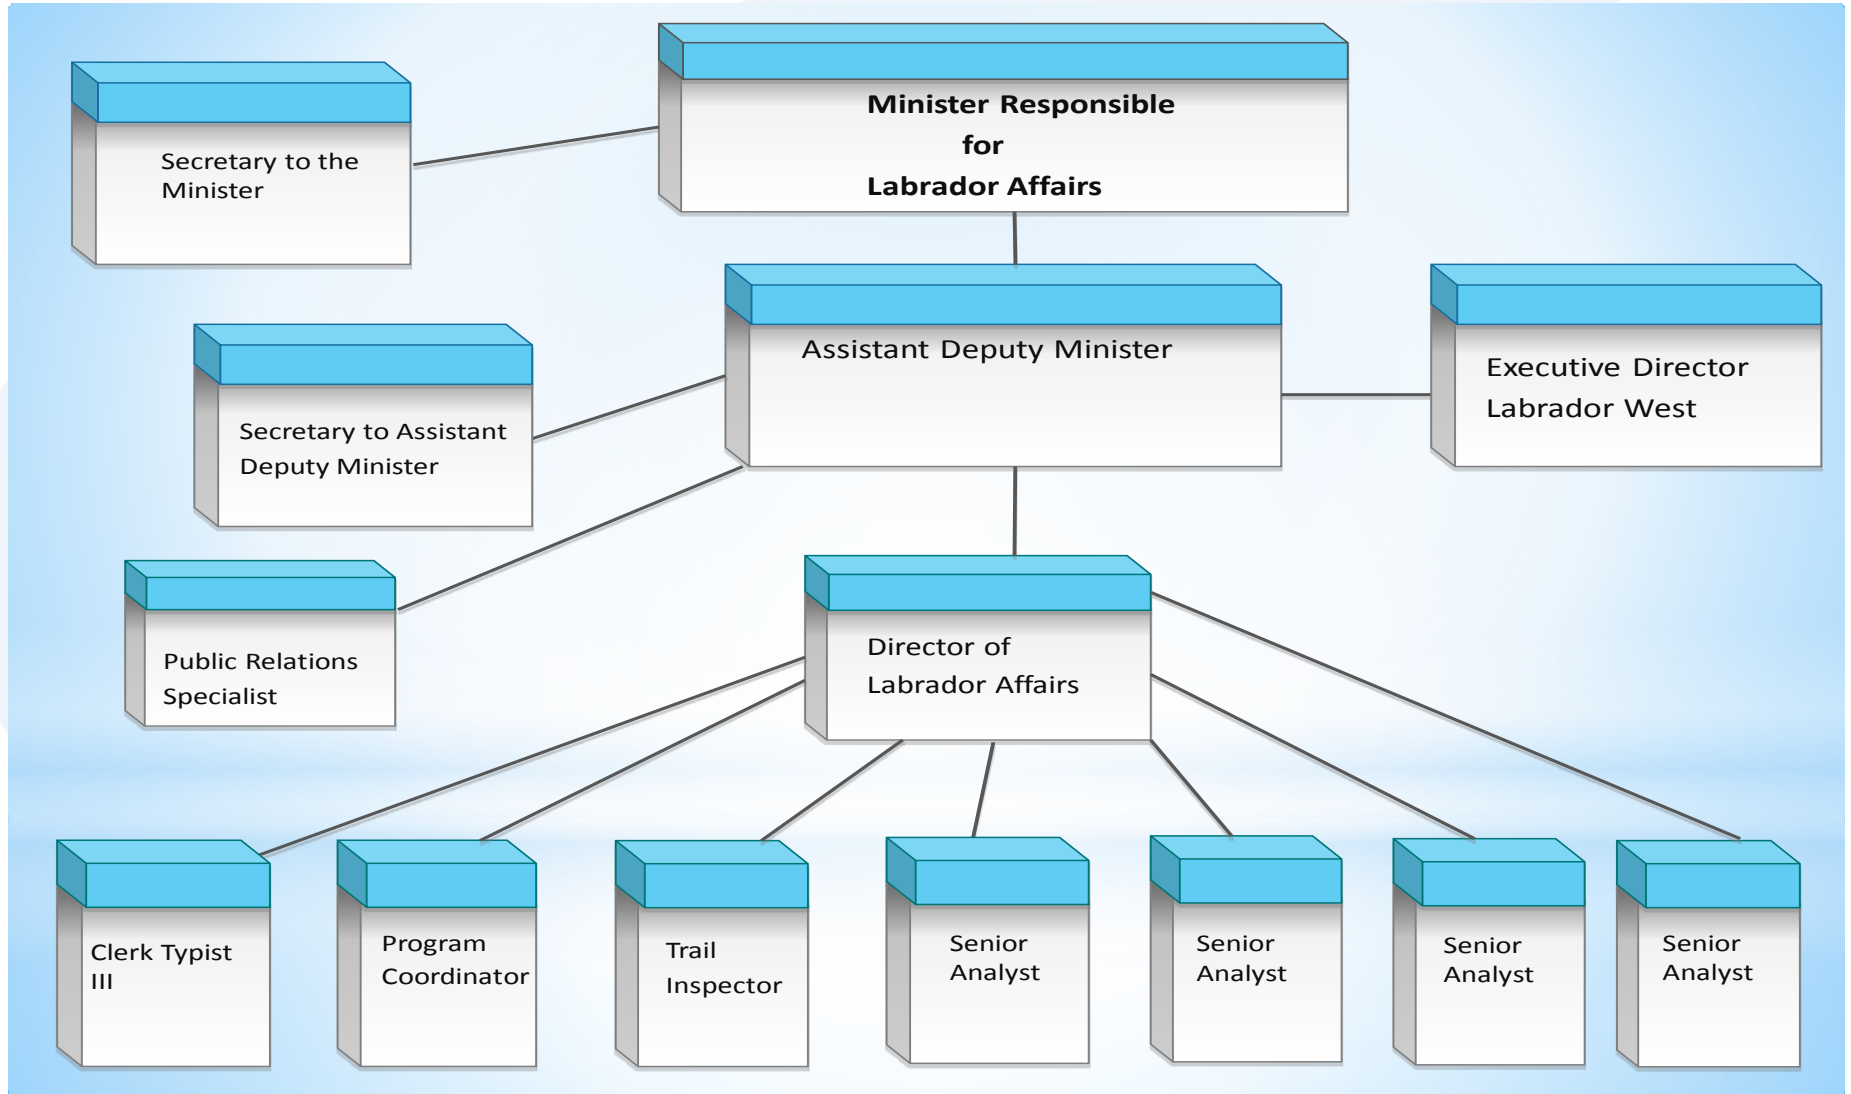 Minister Responsible
for
Labrador Affairs
Secretary to the
Minister
Assistant Deputy Minister
Executive Director
Labrador West
Secretary to Assistant
Deputy Minister
Public Relations
Specialist
Director of
Labrador Affairs
Clerk Typist
III
Program
Coordinator
Trail
Inspector
Senior
Analyst
Senior
Analyst
Senior
Analyst
Senior
Analyst